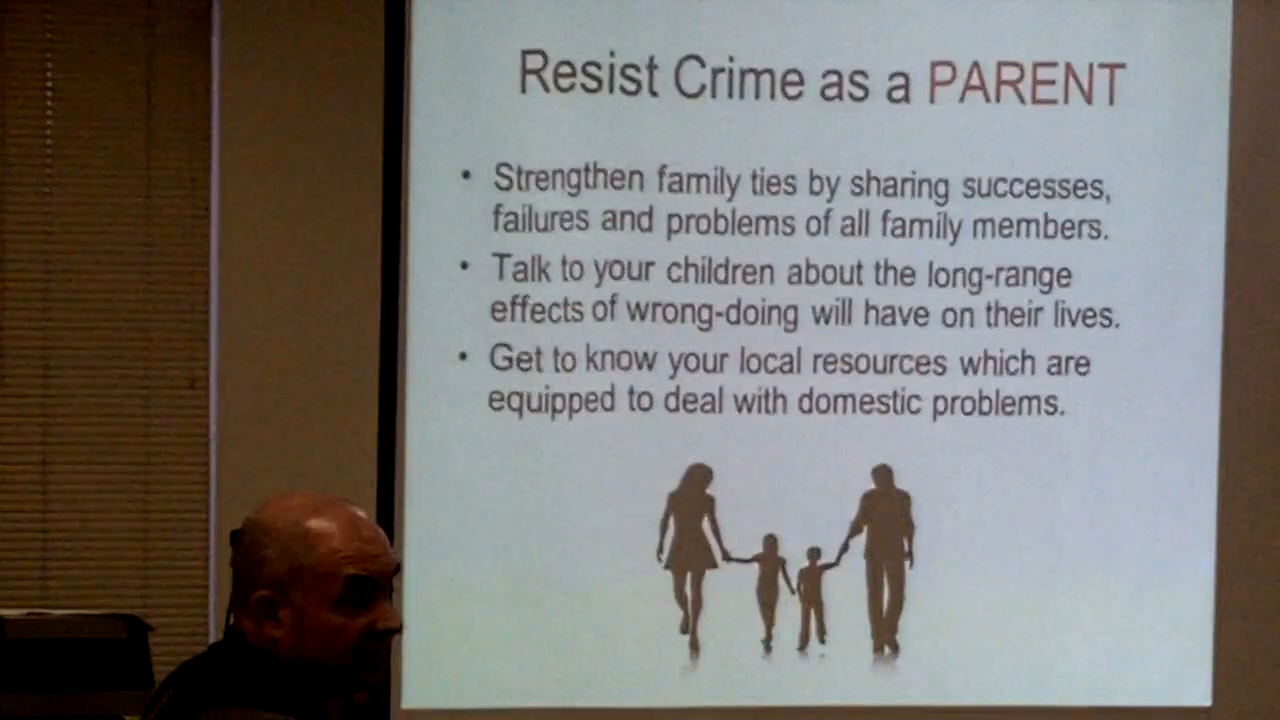 Resist Crime as a PARENT
• Strengthen family ties by sharing successes,
failures and problems of all family members.
• Talk to your children about the long-range
effects of wrong-doing will have on their lives.
• Get to know your local resources which are
equipped to deal with domestic problems.